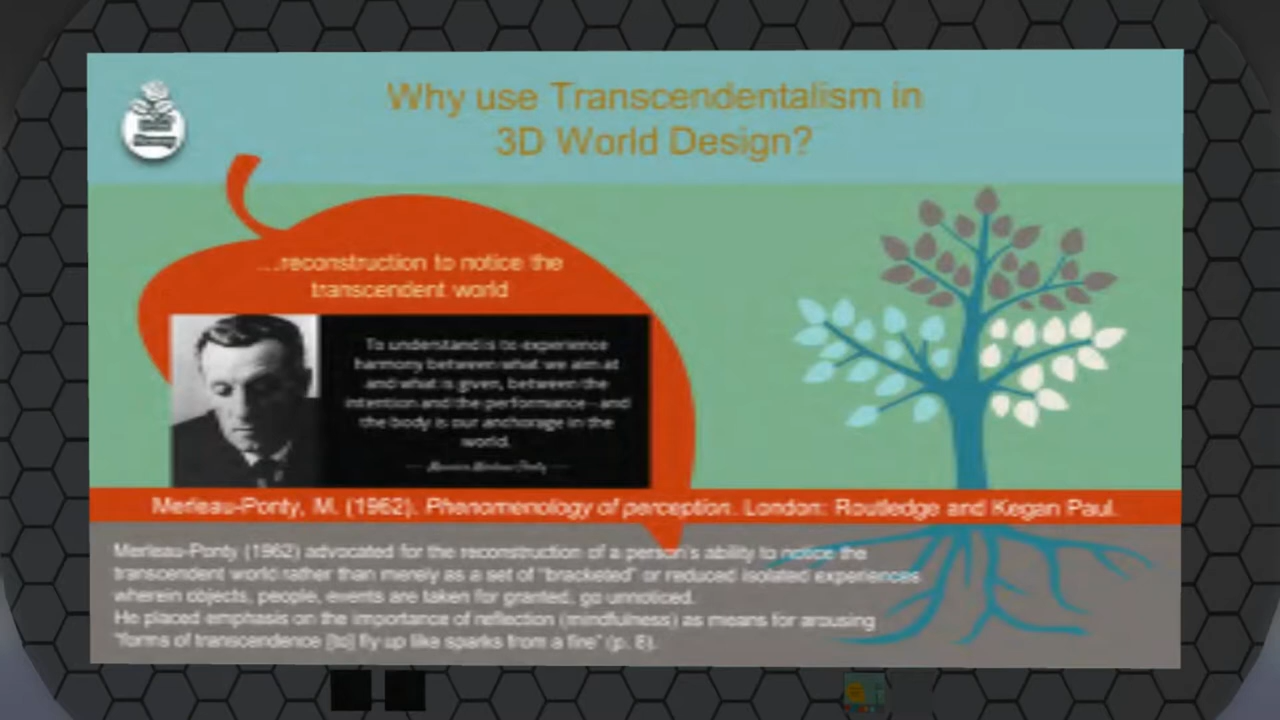 Why use Transcendentalism in
3D World Design?
...reconstruction to notice the
transcendent world
To understand is to experience
harmony between what we aim at
and what is given, between the
intention and the performance—and
the body is our anchorage in the
world.
— Maurice Merleau-Ponty —
Merleau-Ponty, M. (1962). Phenomenology of perception. London: Routledge and Kegan Paul.
Merleau-Ponty (1962) advocated for the reconstruction of a person's ability to notice the
transcendent world rather than merely as a set of "bracketed" or reduced isolated experiences
wherein objects, people, events are taken for granted, go unnoticed.
He placed emphasis on the importance of reflection (mindfulness) as means for arousing
"forms of transcendence [to] fly up like sparks from a fire" (p. 8).